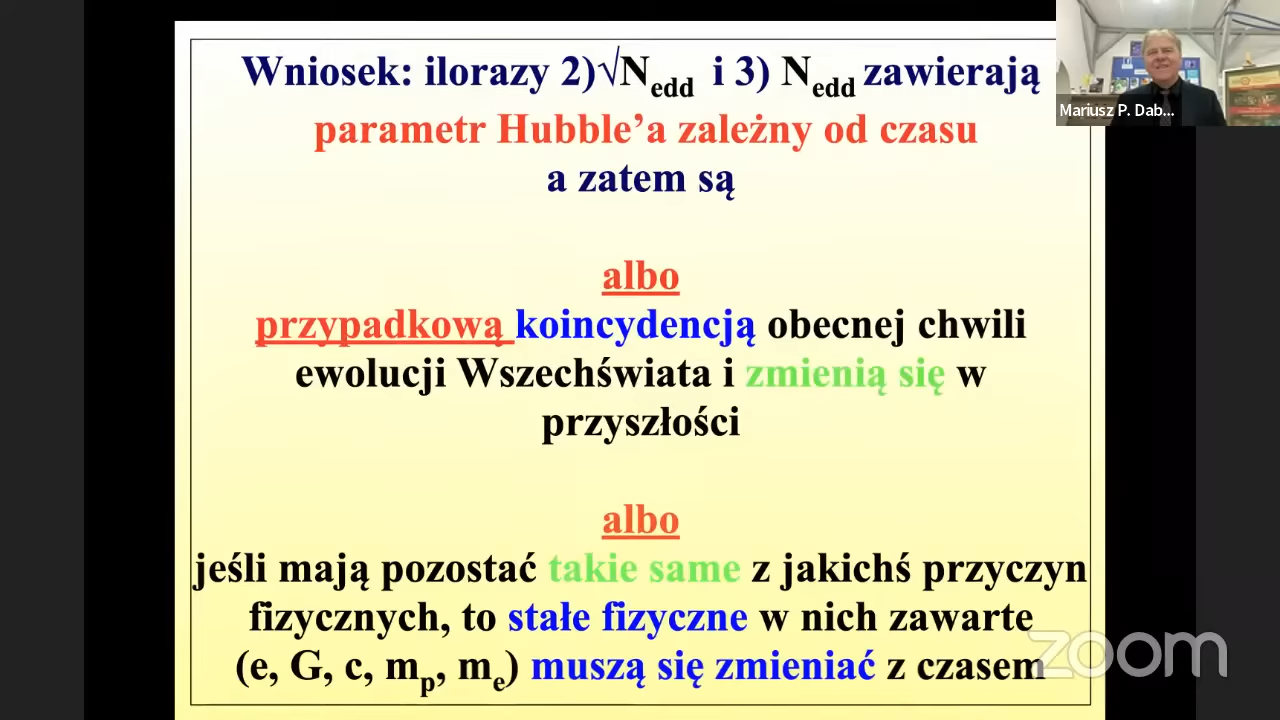 Wniosek: ilorazy 2)√Nedd i 3) Nedd zawierają
parametr Hubble’a zależny od czasu
a zatem są
albo
przypadkową koincydencją obecnej chwili
ewolucji Wszechświata i zmienią się w
przyszłości
albo
jeśli mają pozostać takie same z jakichś przyczyn
fizycznych, to stałe fizyczne w nich zawarte
(e, G, c, mp, me) muszą się zmieniać z czasem
Mariusz P. Dab...
zoom